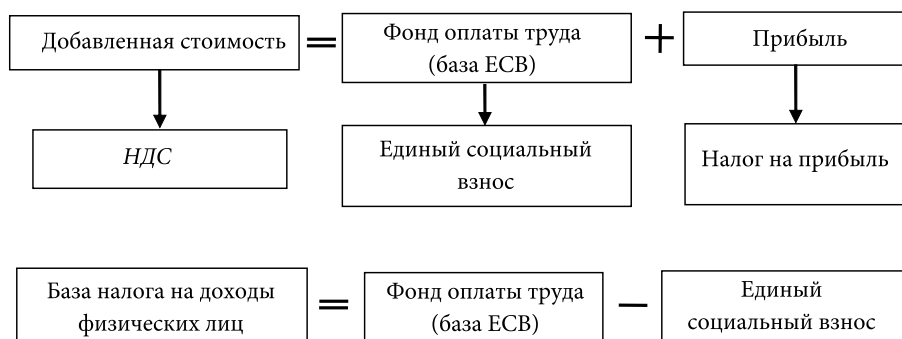 Добавленная стоимость = Фонд оплаты труда (база ЕСВ) + Прибыль
НДС
Единый социальный взнос
Налог на прибыль
База налога на доходы физических лиц = Фонд оплаты труда (база ЕСВ) − Единый социальный взнос